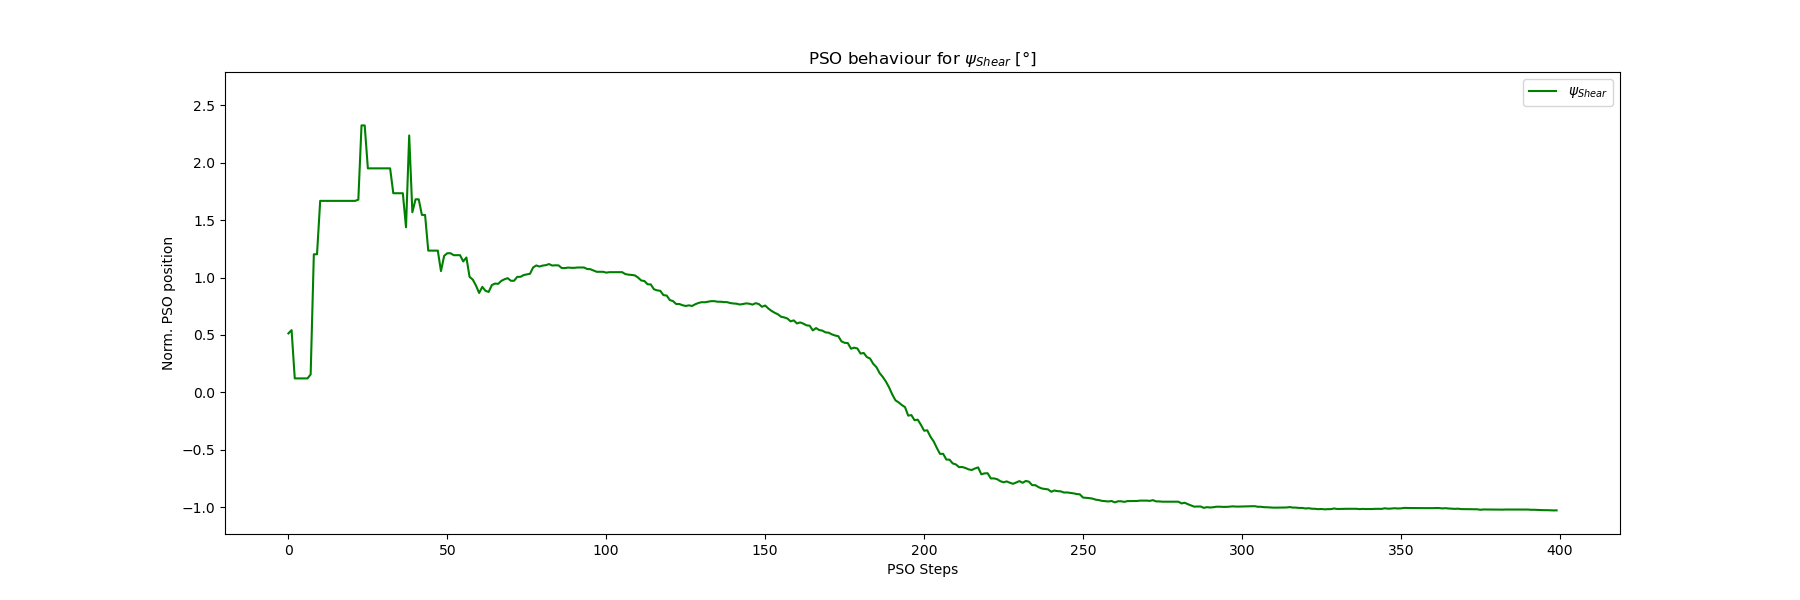 PSO behaviour for ψShear [°]
ψShear
2.5
2.0
1.5
1.0
0.5
0.0
−0.5
−1.0
Norm. PSO position
0 50 100 150 200 250 300 350 400
PSO Steps